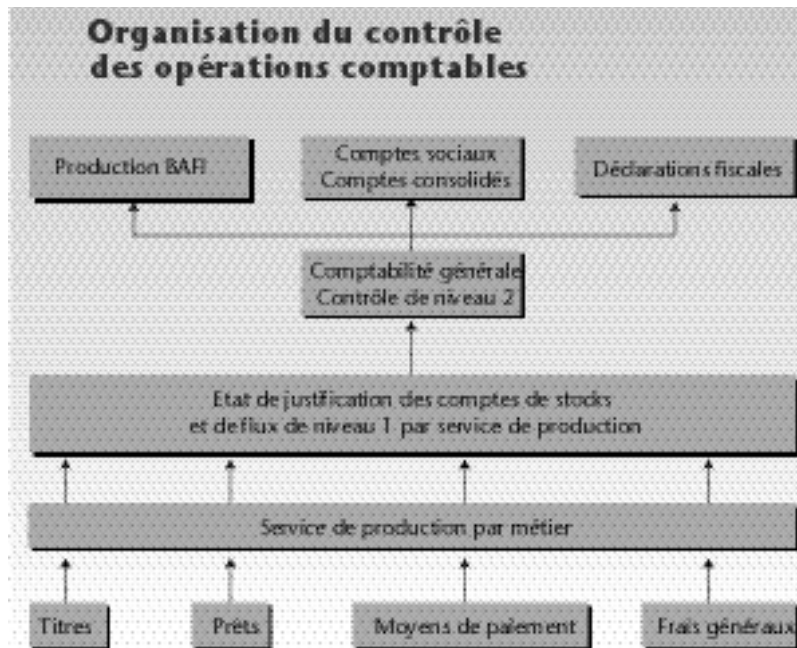 Organisation du contrôle
des opérations comptables
Production BAFI
Comptes sociaux
Comptes consolidés
Déclarations fiscales
Comptabilité générale
Contrôle de niveau 2
Etat de justification des comptes de stocks
et de flux de niveau 1 par service de production
Service de production par métier
Titres
Prêts
Moyens de paiement
Frais généraux